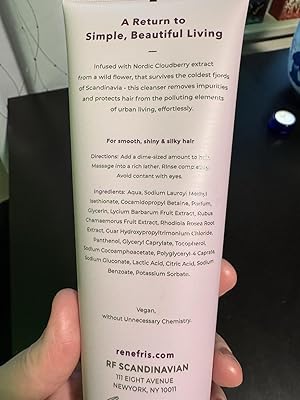 A Return to
Simple, Beautiful Living
Infused with Nordic Cloudberry extract
from a wild flower, that survives the coldest fjords
of Scandinavia - this cleanser removes impurities
and protects hair from the polluting elements
of urban living, effortlessly.
For smooth, shiny & silky hair
Directions: Add a dime-sized amount to hair.
Massage into a rich lather. Rinse completely.
Avoid contant with eyes.
Ingredients: Aqua, Sodium Lauroyl Methyl
Isethionate, Cocamidopropyl Betaine, Parfum,
Glycerin, Lycium Barbarum Fruit Extract, Rubus
Chamaemorus Fruit Extract, Rhodiola Rosea Root
Extract, Guar Hydroxypropyltrimonium Chloride,
Panthenol, Glyceryl Caprylate, Tocopherol,
Sodium Cocoamphoacetate, Polyglyceryl-6 Caprate,
Sodium Gluconate, Lactic Acid, Citric Acid, Sodium
Benzoate, Potassium Sorbate.
Vegan,
without Unnecessary Chemistry.
renefris.com
RF SCANDINAVIAN
111 EIGHT AVENUE
NEWYORK, NY 10011